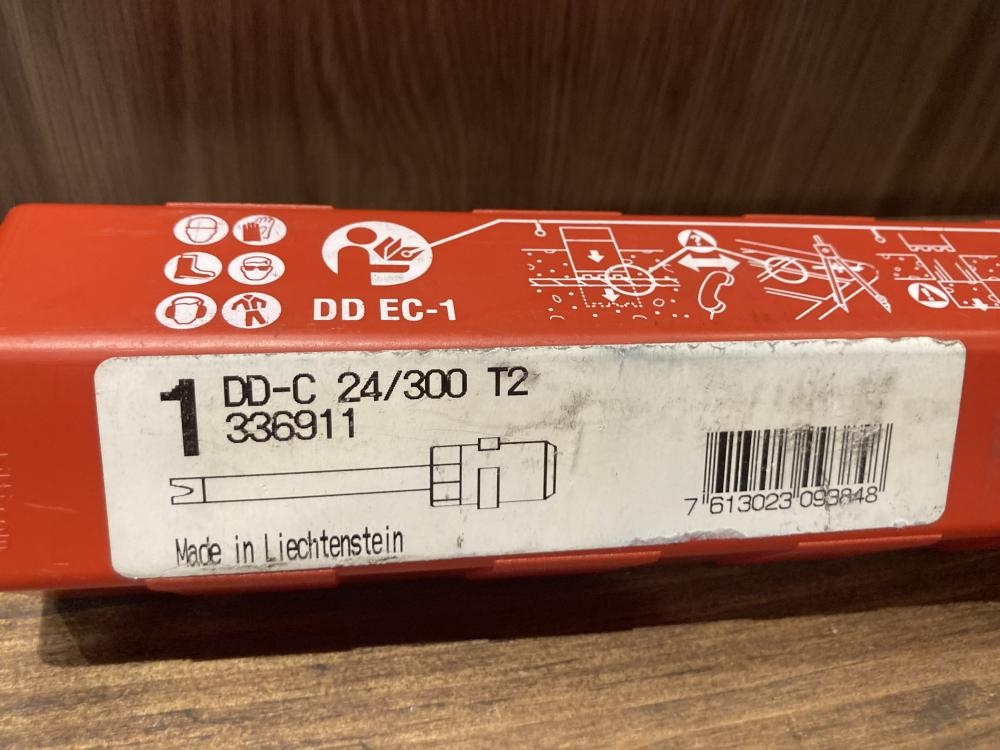 DD EC-1
1 DD-C 24/300 T2
336911
7 613023 093848
Made in Liechtenstein